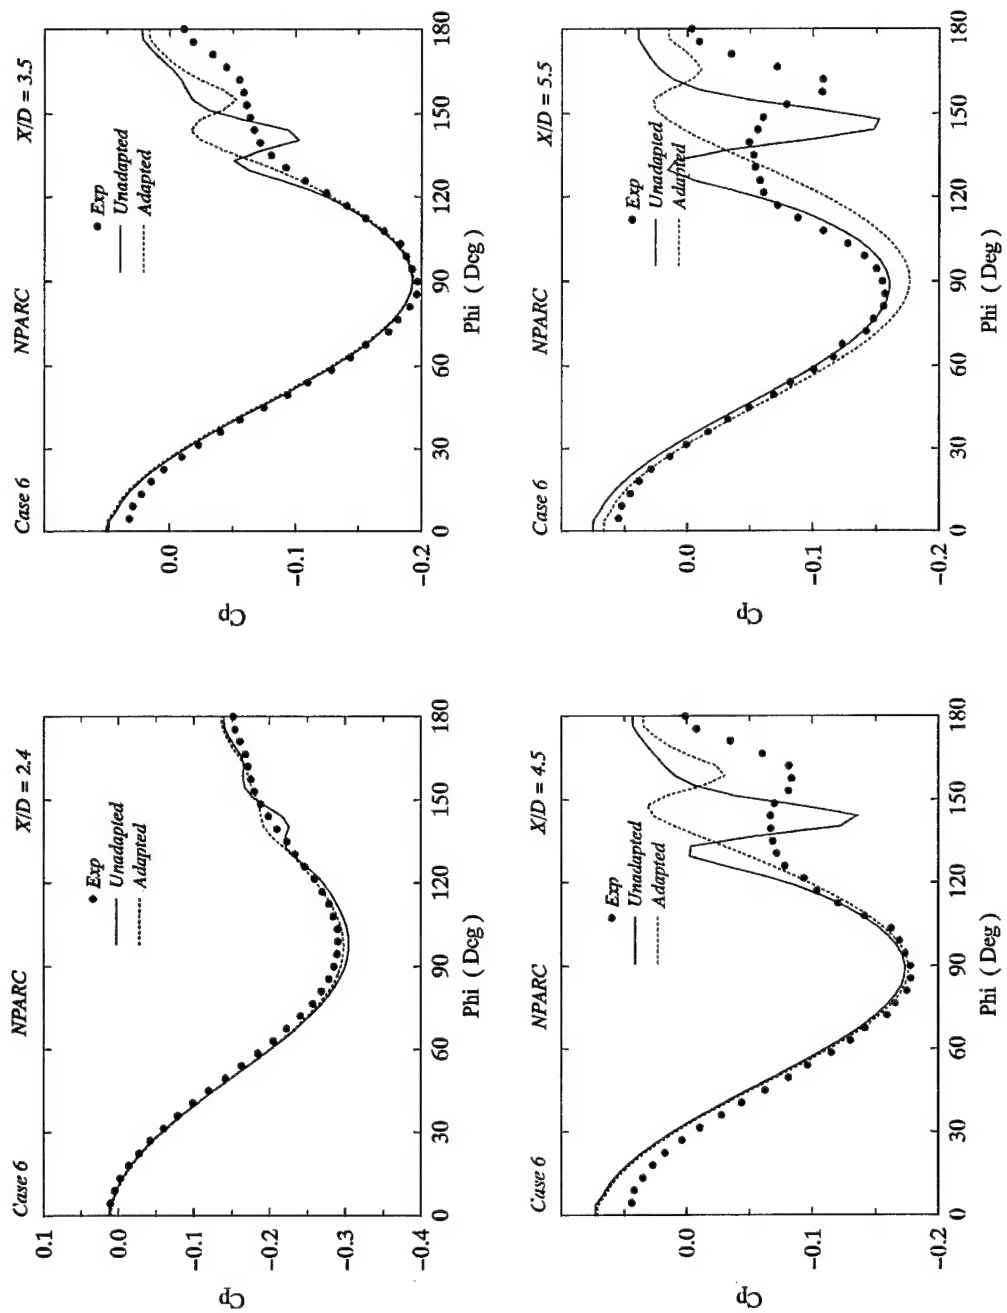 Case 6 NPARC X/D = 2.4
Exp
Unadapted
Adapted
0.1
0.0
−0.1
−0.2
−0.3
−0.4
Cp
0 30 60 90 120 150 180
Phi ( Deg )
Case 6 NPARC X/D = 3.5
Exp
Unadapted
Adapted
0.0
−0.1
−0.2
Cp
0 30 60 90 120 150 180
Phi ( Deg )
Case 6 NPARC X/D = 4.5
Exp
Unadapted
Adapted
0.0
−0.1
−0.2
Cp
0 30 60 90 120 150 180
Phi ( Deg )
Case 6 NPARC X/D = 5.5
Exp
Unadapted
Adapted
0.0
−0.1
−0.2
Cp
0 30 60 90 120 150 180
Phi ( Deg )